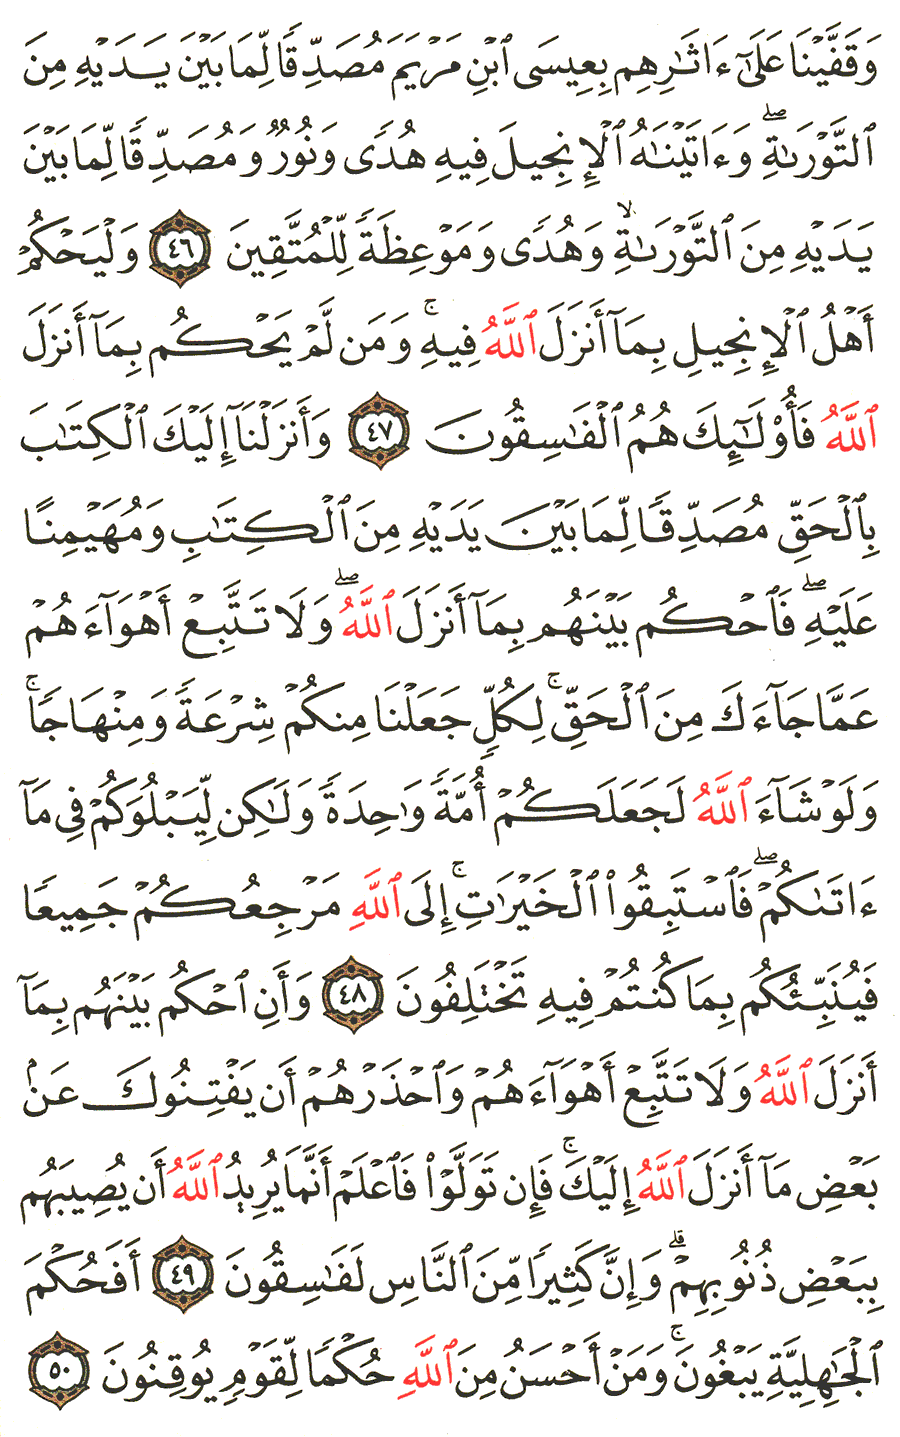 وَقَفَّيْنَا عَلَىٰٓ ءَاثَٰرِهِم بِعِيسَى ٱبْنِ مَرْيَمَ مُصَدِّقًا لِّمَا بَيْنَ يَدَيْهِ مِنَ
ٱلتَّوْرَىٰةِۖ وَءَاتَيْنَٰهُ ٱلْإِنجِيلَ فِيهِ هُدًى وَنُورٌ وَمُصَدِّقًا لِّمَا بَيْنَ
يَدَيْهِ مِنَ ٱلتَّوْرَىٰةِۙ وَهُدًى وَمَوْعِظَةً لِّلْمُتَّقِينَ ٤٦ وَلْيَحْكُمْ
أَهْلُ ٱلْإِنجِيلِ بِمَآ أَنزَلَ ٱللَّهُ فِيهِۚ وَمَن لَّمْ يَحْكُم بِمَآ أَنزَلَ
ٱللَّهُ فَأُو۟لَٰٓئِكَ هُمُ ٱلْفَٰسِقُونَ ٤٧ وَأَنزَلْنَآ إِلَيْكَ ٱلْكِتَٰبَ
بِٱلْحَقِّ مُصَدِّقًا لِّمَا بَيْنَ يَدَيْهِ مِنَ ٱلْكِتَٰبِ وَمُهَيْمِنًا
عَلَيْهِۖ فَٱحْكُم بَيْنَهُم بِمَآ أَنزَلَ ٱللَّهُۖ وَلَا تَتَّبِعْ أَهْوَآءَهُمْ
عَمَّا جَآءَكَ مِنَ ٱلْحَقِّۚ لِكُلٍّ جَعَلْنَا مِنكُمْ شِرْعَةً وَمِنْهَاجًاۚ
وَلَوْ شَآءَ ٱللَّهُ لَجَعَلَكُمْ أُمَّةً وَٰحِدَةً وَلَٰكِن لِّيَبْلُوَكُمْ فِى مَآ
ءَاتَىٰكُمْۖ فَٱسْتَبِقُوا۟ ٱلْخَيْرَٰتِۚ إِلَى ٱللَّهِ مَرْجِعُكُمْ جَمِيعًا
فَيُنَبِّئُكُم بِمَا كُنتُمْ فِيهِ تَخْتَلِفُونَ ٤٨ وَأَنِ ٱحْكُم بَيْنَهُم بِمَآ
أَنزَلَ ٱللَّهُ وَلَا تَتَّبِعْ أَهْوَآءَهُمْ وَٱحْذَرْهُمْ أَن يَفْتِنُوكَ عَنۢ
بَعْضِ مَآ أَنزَلَ ٱللَّهُ إِلَيْكَۚ فَإِن تَوَلَّوْا۟ فَٱعْلَمْ أَنَّمَا يُرِيدُ ٱللَّهُ أَن يُصِيبَهُم
بِبَعْضِ ذُنُوبِهِمْۗ وَإِنَّ كَثِيرًا مِّنَ ٱلنَّاسِ لَفَٰسِقُونَ ٤٩ أَفَحُكْمَ
ٱلْجَٰهِلِيَّةِ يَبْغُونَۚ وَمَنْ أَحْسَنُ مِنَ ٱللَّهِ حُكْمًا لِّقَوْمٍ يُوقِنُونَ ٥٠